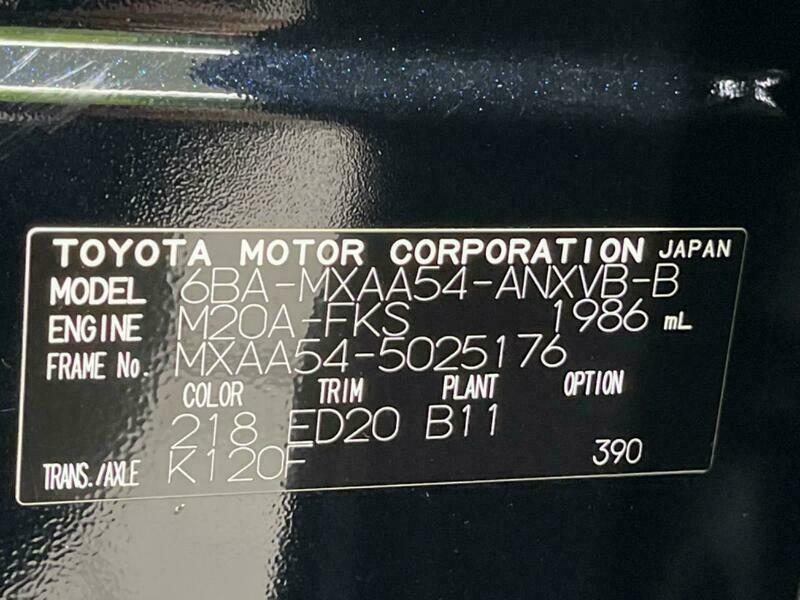 TOYOTA MOTOR CORPORATION JAPAN
MODEL 6BA-MXAA54-ANXVB-B
ENGINE M20A-FKS 1986 mL
FRAME No. MXAA54-5025176
COLOR TRIM PLANT OPTION
218 ED20 B11
TRANS./AXLE K120F 390